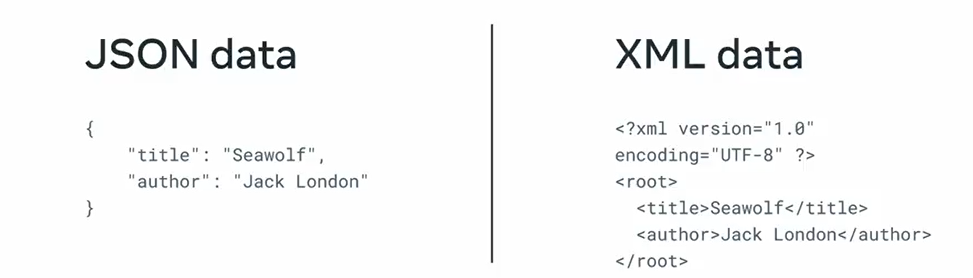 JSON data
{
    "title": "Seawolf",
    "author": "Jack London"
}
XML data
<?xml version="1.0"
encoding="UTF-8" ?>
<root>
  <title>Seawolf</title>
  <author>Jack London</author>
</root>